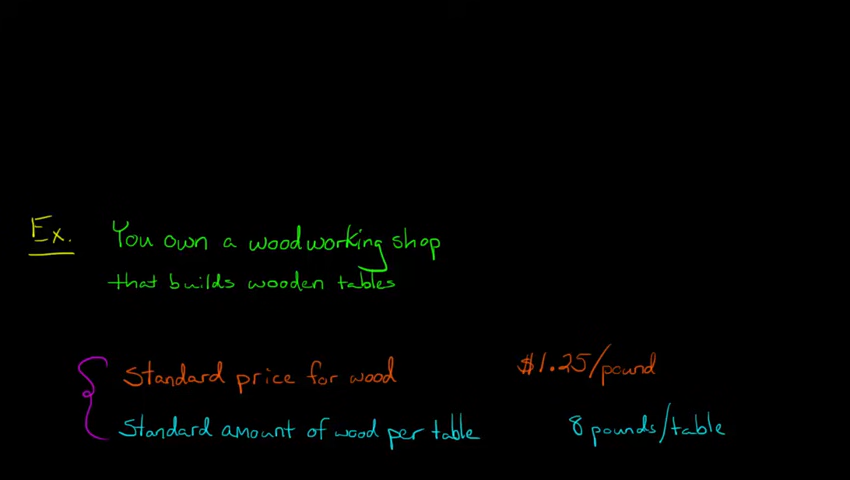 Ex. You own a woodworking shop
that builds wooden tables
Standard price for wood $1.25/pound
Standard amount of wood per table 8 pounds/table